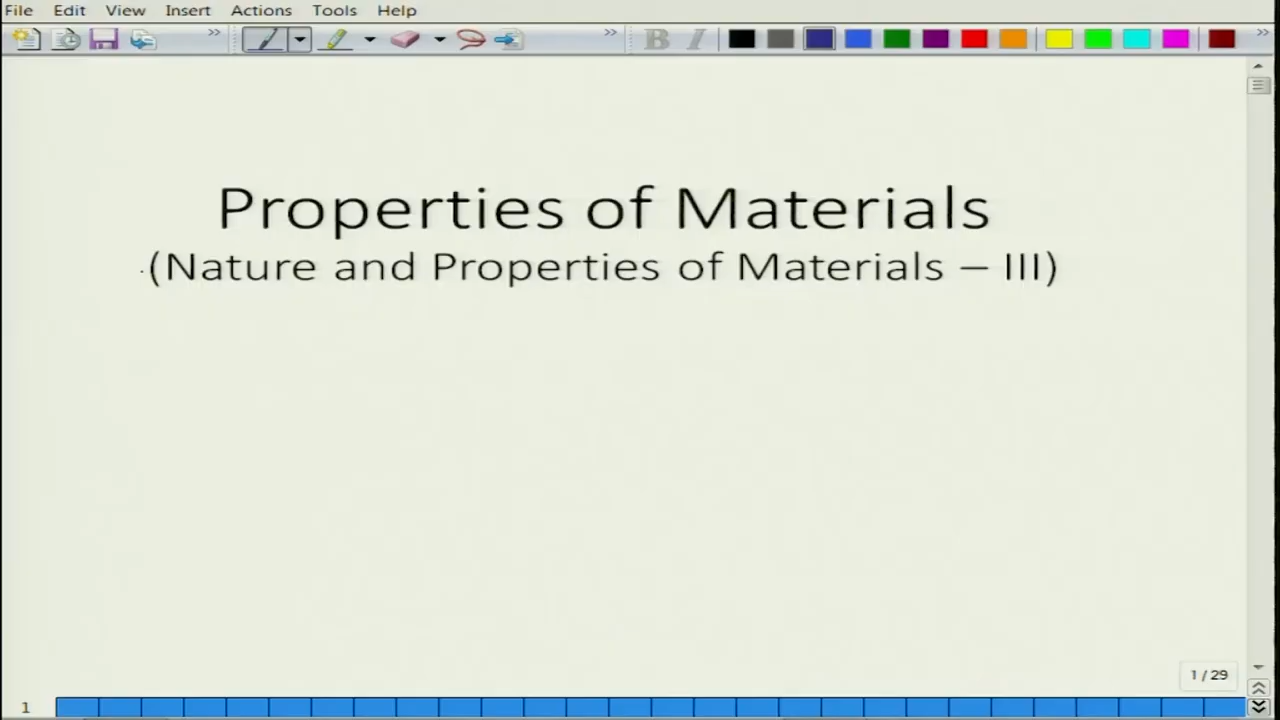 File Edit View Insert Actions Tools Help
B I
Properties of Materials
(Nature and Properties of Materials – III)
1 / 29
1